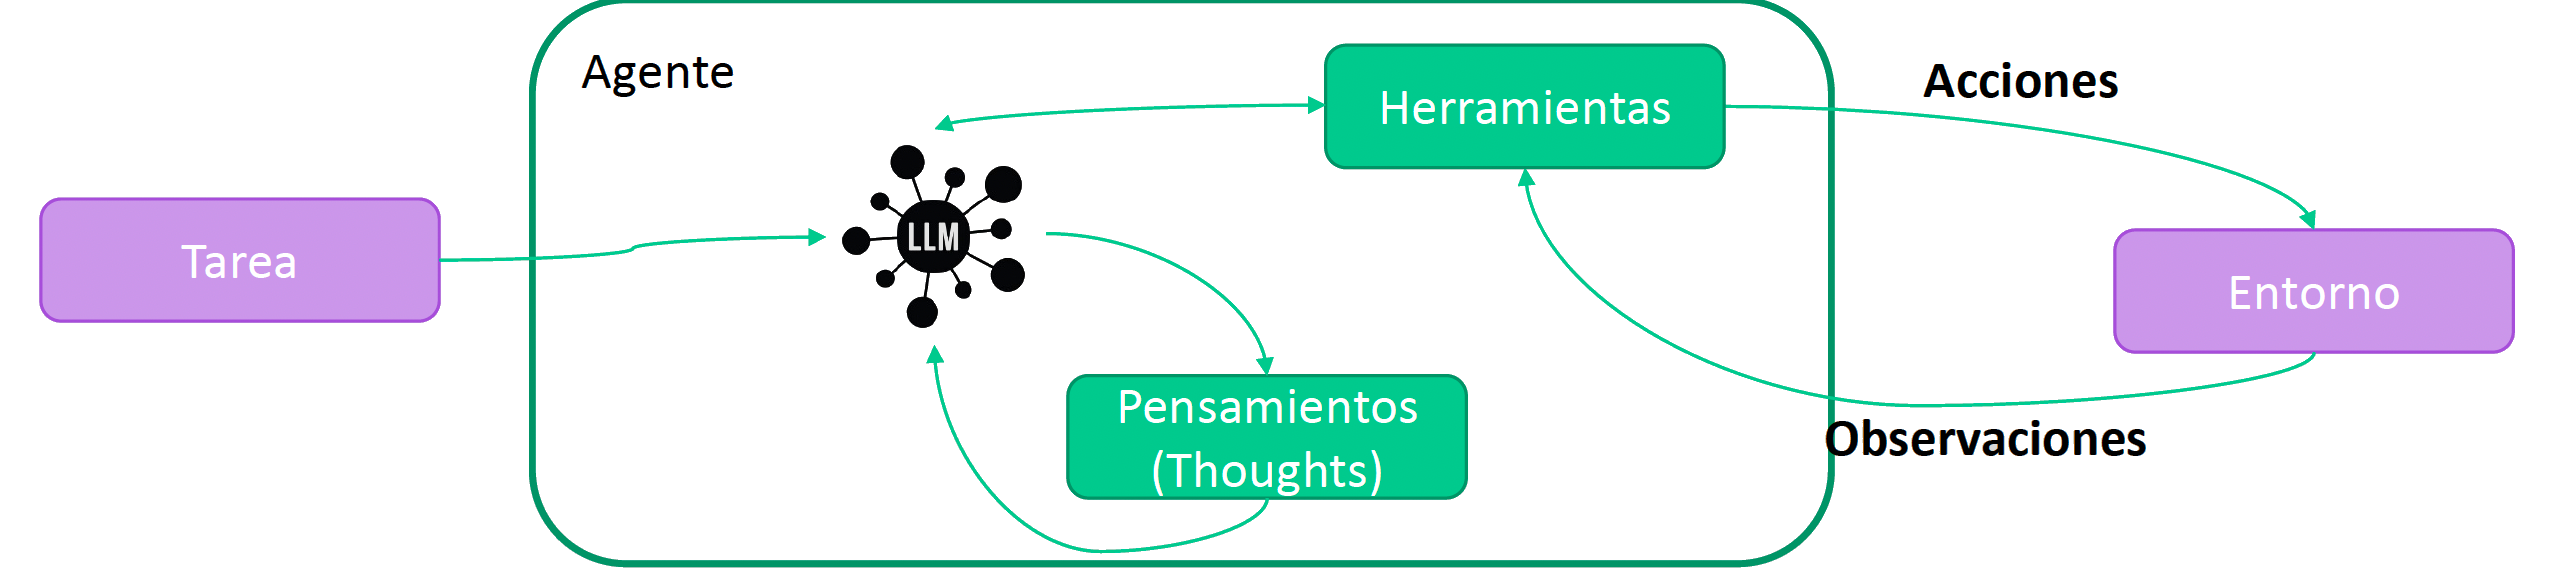 Agente
Herramientas
Acciones
Tarea
LLM
Entorno
Pensamientos
(Thoughts)
Observaciones